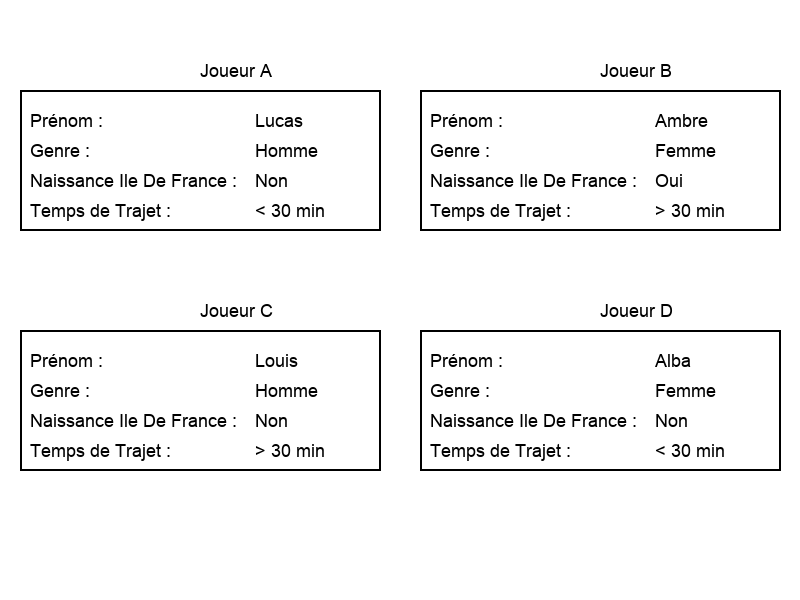 Joueur A
Prénom : Lucas
Genre : Homme
Naissance Ile De France : Non
Temps de Trajet : < 30 min
Joueur B
Prénom : Ambre
Genre : Femme
Naissance Ile De France : Oui
Temps de Trajet : > 30 min
Joueur C
Prénom : Louis
Genre : Homme
Naissance Ile De France : Non
Temps de Trajet : > 30 min
Joueur D
Prénom : Alba
Genre : Femme
Naissance Ile De France : Non
Temps de Trajet : < 30 min